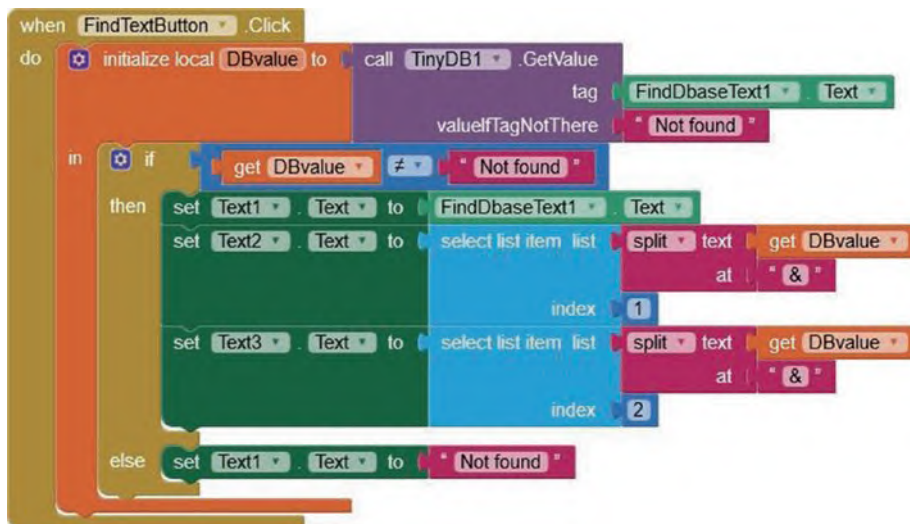 when FindTextButton .Click
do initialize local DBvalue to call TinyDB1 .GetValue
tag FindDbaseText1 . Text
valueIfTagNotThere " Not found "
in if get DBvalue ≠ " Not found "
then set Text1 . Text to FindDbaseText1 . Text
set Text2 . Text to select list item list split text get DBvalue
at " & "
index 1
set Text3 . Text to select list item list split text get DBvalue
at " & "
index 2
else set Text1 . Text to " Not found "